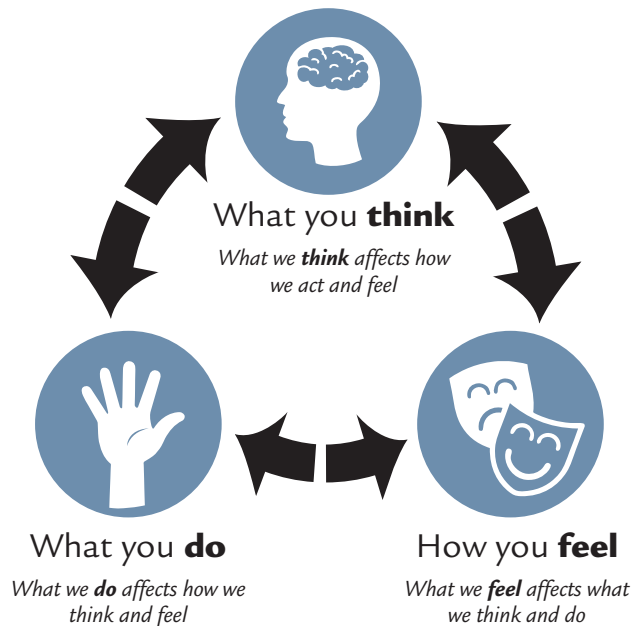 What you think
What we think affects how
we act and feel
What you do
What we do affects how we
think and feel
How you feel
What we feel affects what
we think and do